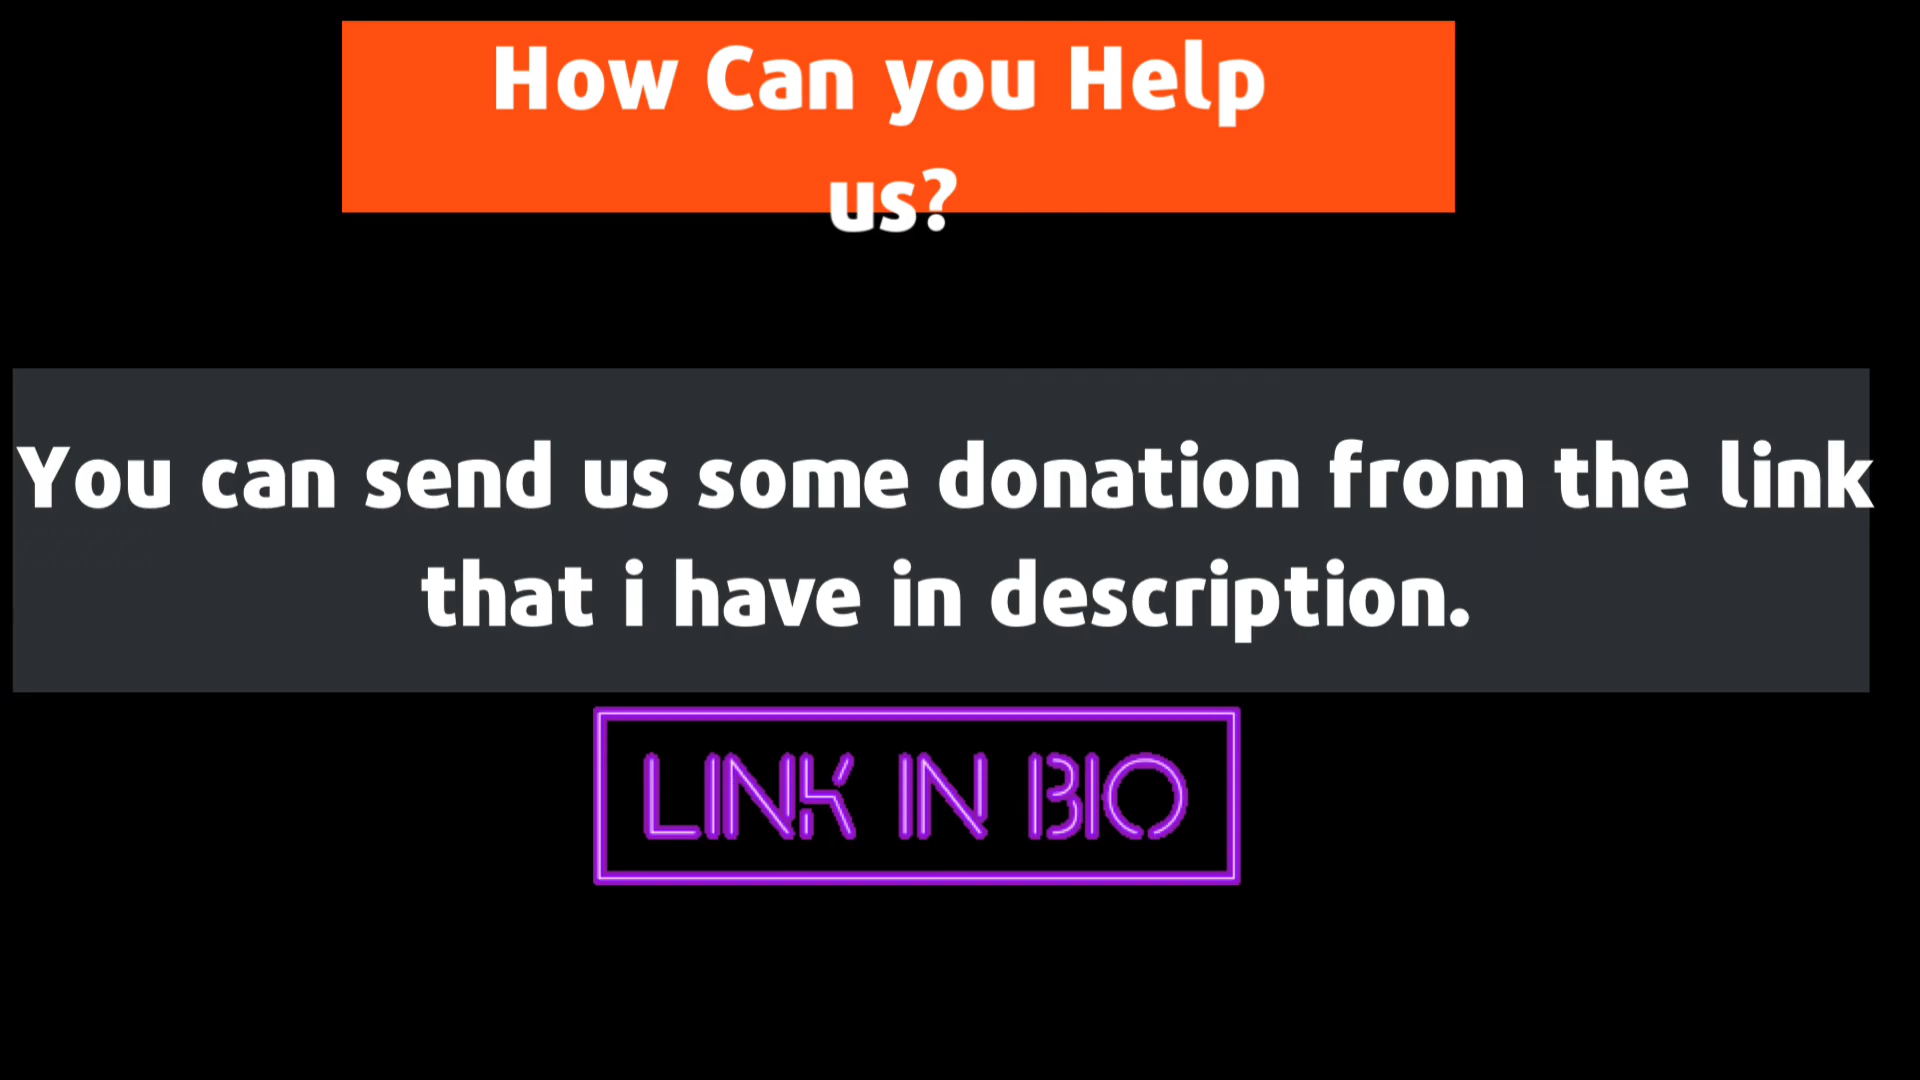 How Can you Help
us?
You can send us some donation from the link
that i have in description.
LINK IN BIO